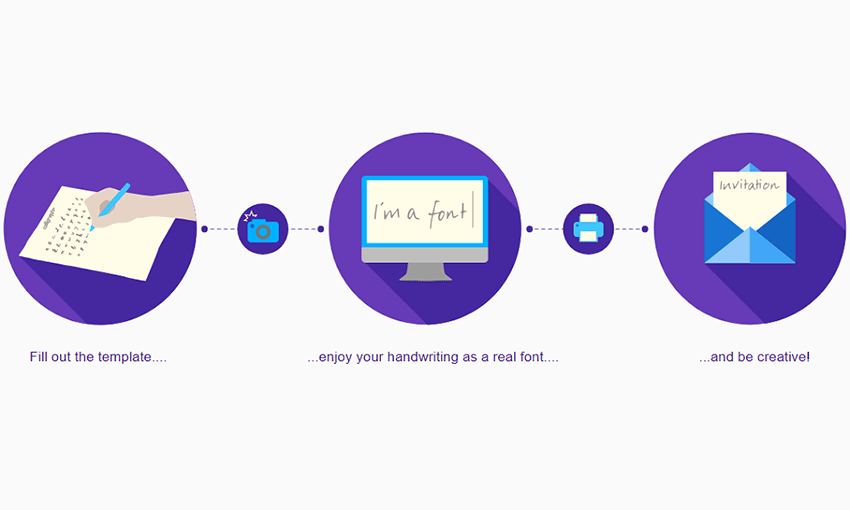 I'm a font
Invitation
Fill out the template....
...enjoy your handwriting as a real font....
...and be creative!